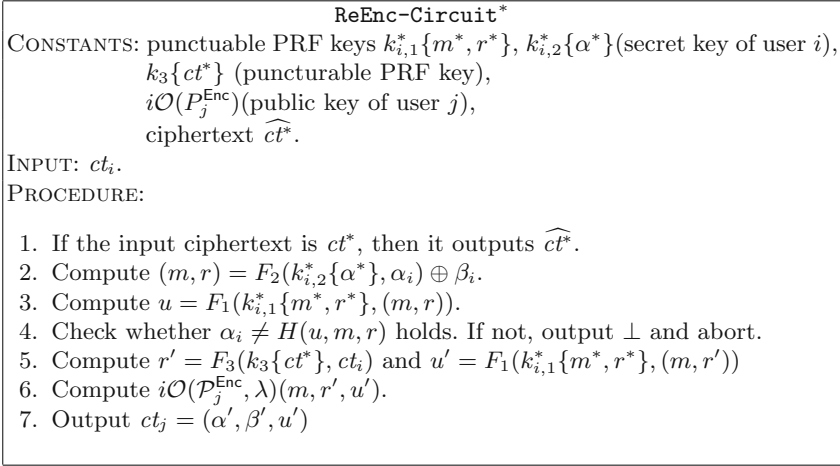 ReEnc-Circuit*
CONSTANTS: punctuable PRF keys k*_{i,1}{m*, r*}, k*_{i,2}{α*}(secret key of user i),
k_3{ct*} (puncturable PRF key),
iO(P_j^Enc)(public key of user j),
ciphertext \widehat{ct*}.
INPUT: ct_i.
PROCEDURE:
1. If the input ciphertext is ct*, then it outputs \widehat{ct*}.
2. Compute (m, r) = F_2(k*_{i,2}{α*}, α_i) ⊕ β_i.
3. Compute u = F_1(k*_{i,1}{m*, r*}, (m, r)).
4. Check whether α_i ≠ H(u, m, r) holds. If not, output ⊥ and abort.
5. Compute r′ = F_3(k_3{ct*}, ct_i) and u′ = F_1(k*_{i,1}{m*, r*}, (m, r′))
6. Compute iO(P_j^Enc, λ)(m, r′, u′).
7. Output ct_j = (α′, β′, u′)